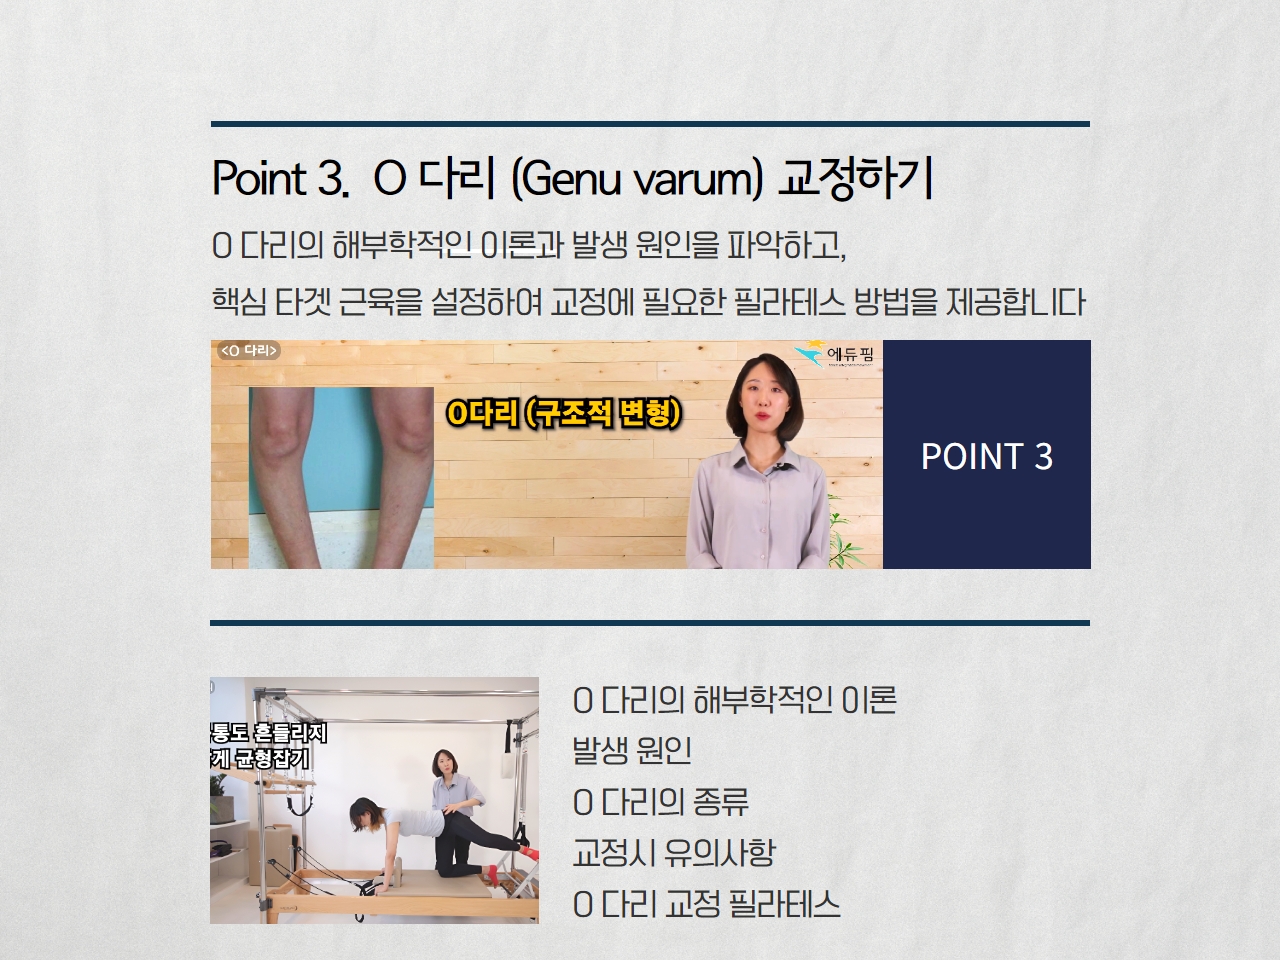 Point 3. O 다리 (Genu varum) 교정하기
O 다리의 해부학적인 이론과 발생 원인을 파악하고,
핵심 타겟 근육을 설정하여 교정에 필요한 필라테스 방법을 제공합니다
<O 다리>
에듀핌
O다리 (구조적 변형)
POINT 3
통도 흔들리지
게 균형잡기
O 다리의 해부학적인 이론
발생 원인
O 다리의 종류
교정시 유의사항
O 다리 교정 필라테스